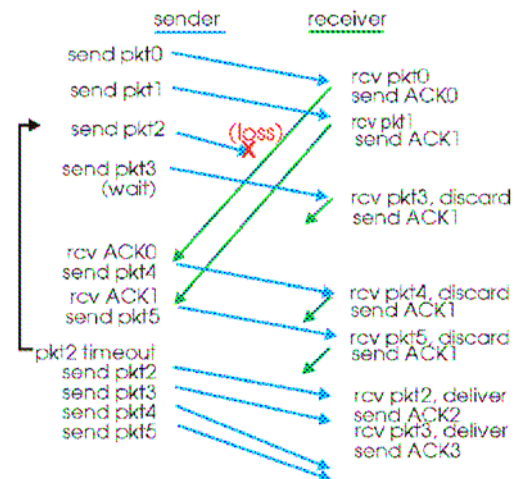 sender
receiver
send pkt0
send pkt1
send pkt2
(loss)
X
send pkt3
(wait)
rcv ACK0
send pkt4
rcv ACK1
send pkt5
pkt2 timeout
send pkt2
send pkt3
send pkt4
send pkt5
rcv pkt0
send ACK0
rcv pkt1
send ACK1
rcv pkt3, discard
send ACK1
rcv pkt4, discard
send ACK1
rcv pkt5, discard
send ACK1
rcv pkt2, deliver
send ACK2
rcv pkt3, deliver
send ACK3